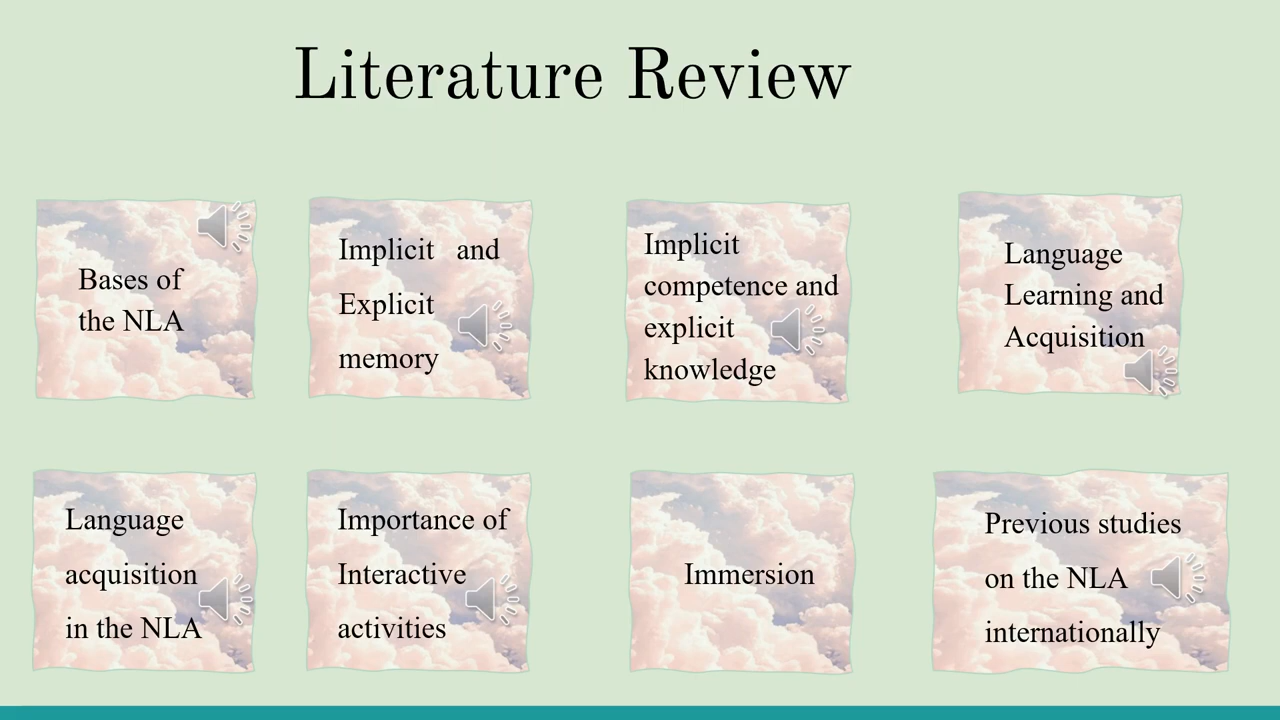 Literature Review
Bases of
the NLA
Implicit and
Explicit
memory
Implicit
competence and
explicit
knowledge
Language
Learning and
Acquisition
Language
acquisition
in the NLA
Importance of
Interactive
activities
Immersion
Previous studies
on the NLA
internationally